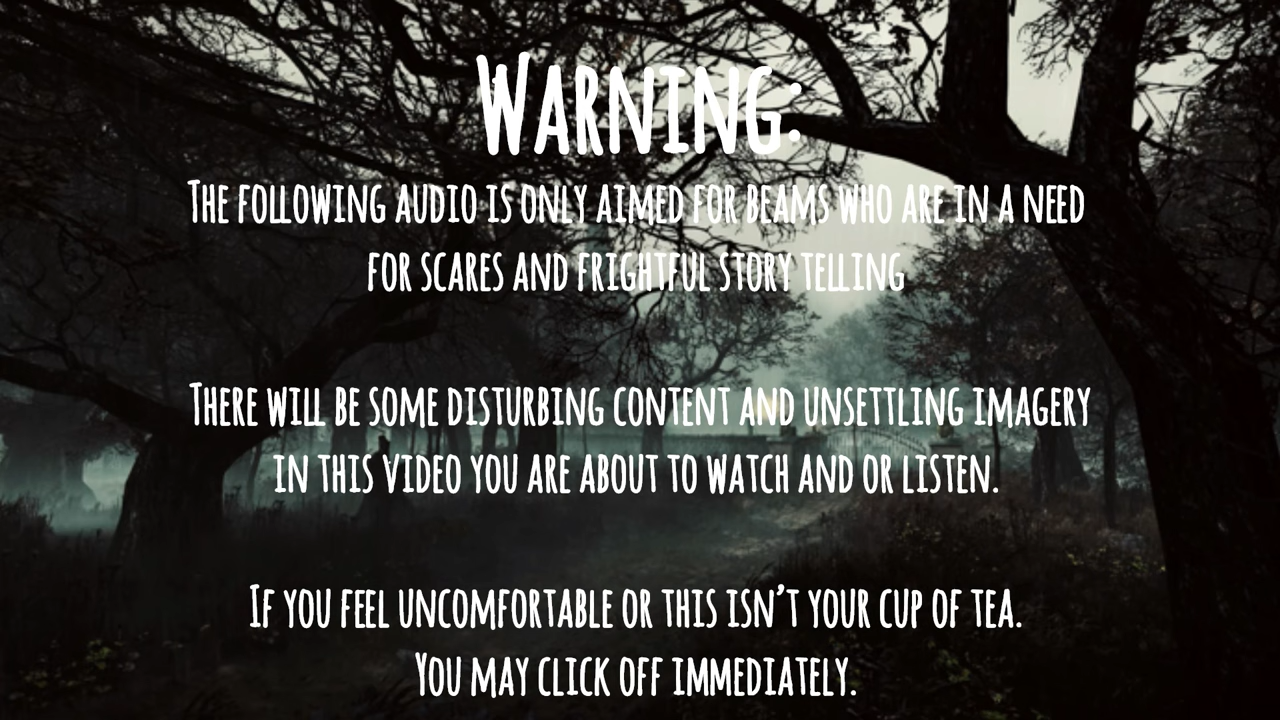 Warning:
The following audio is only aimed for beams who are in a need
for scares and frightful story telling
There will be some disturbing content and unsettling imagery
in this video you are about to watch and or listen.
If you feel uncomfortable or this isn't your cup of tea.
You may click off immediately.